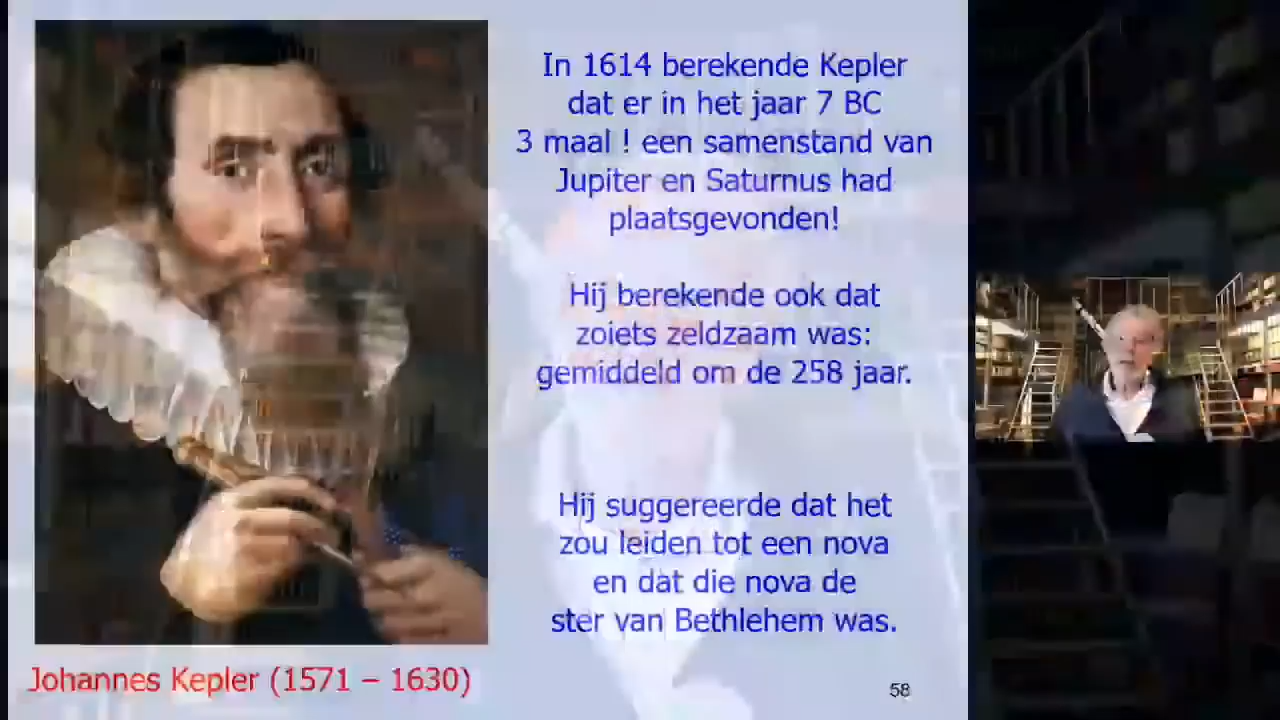 In 1614 berekende Kepler
dat er in het jaar 7 BC
3 maal ! een samenstand van
Jupiter en Saturnus had
plaatsgevonden!
Hij berekende ook dat
zoiets zeldzaam was:
gemiddeld om de 258 jaar.
Hij suggereerde dat het
zou leiden tot een nova
en dat die nova de
ster van Bethlehem was.
Johannes Kepler (1571 – 1630)
58